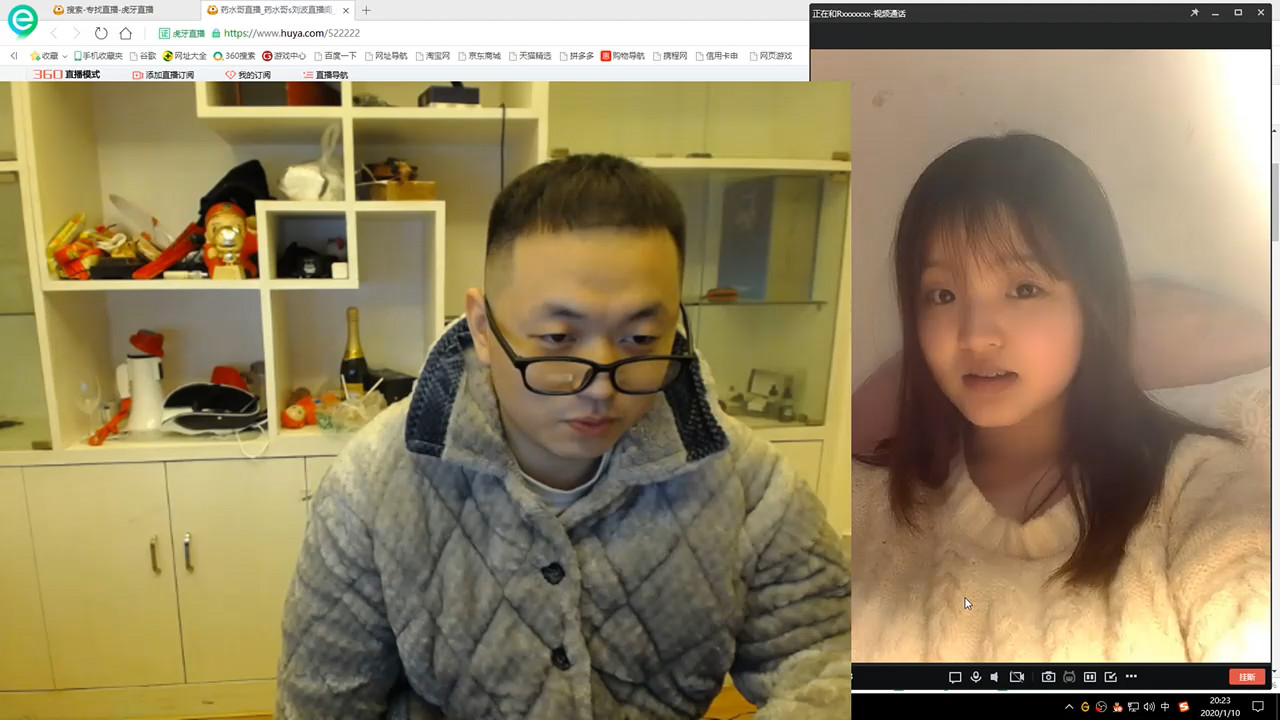 搜索-专找直播-虎牙直播
药水哥直播_药水哥s刘波直播间
正在和Rxxxxxxx-视频通话
证 虎牙直播 https://www.huya.com/522222
收藏 手机收藏夹 谷歌 网址大全 360搜索 游戏中心 百度一下 网址导航 淘宝网 京东商城 天猫精选 拼多多 购物导航 携程网 信用卡申 网页游戏
360直播模式 添加直播订阅 我的订阅 直播导航
挂断
中
20:23
2020/1/10